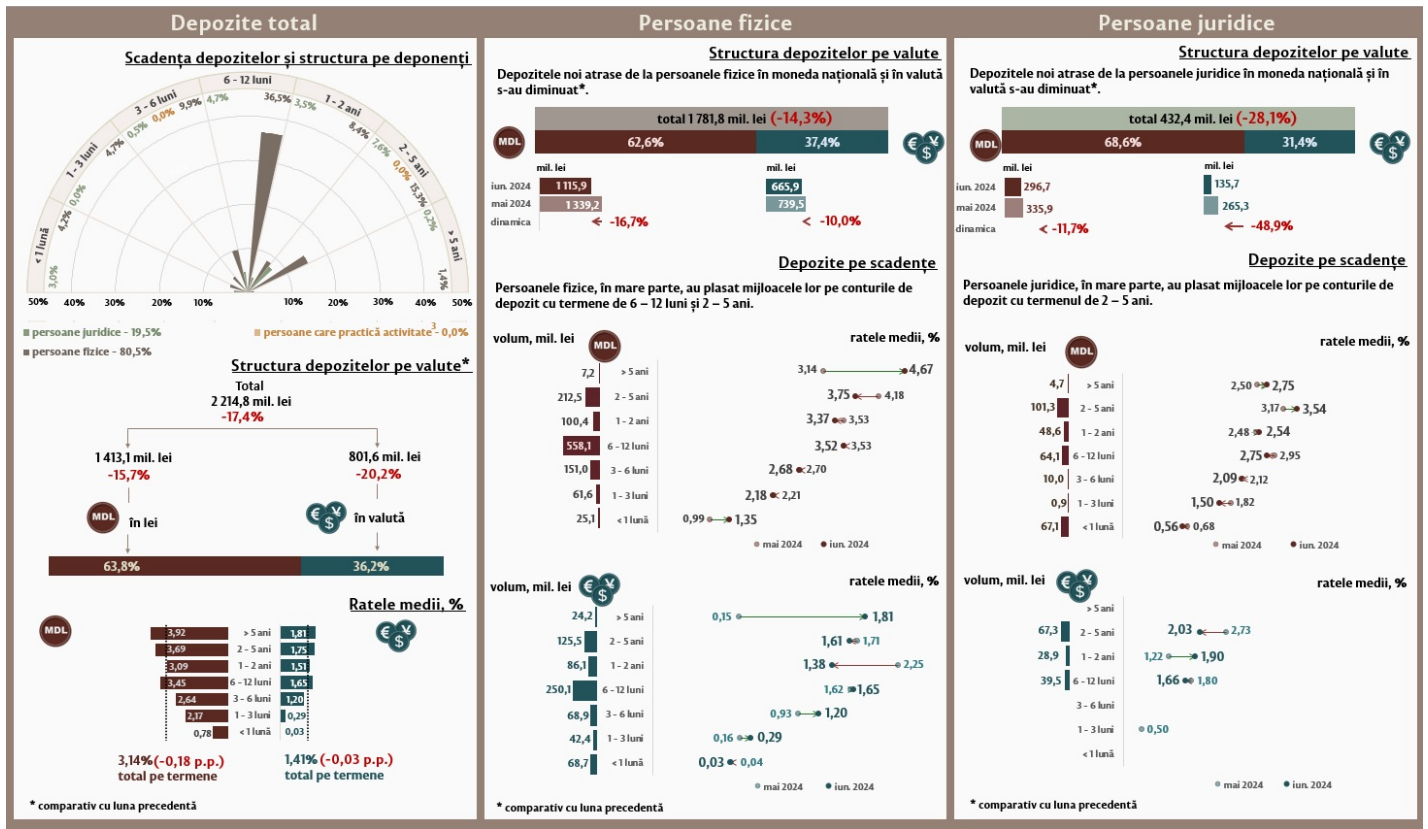 Depozite total
Scadența depozitelor și structura pe deponenți
< 1 lună
1 - 3 luni
3 - 6 luni
6 - 12 luni
1 - 2 ani
2 - 5 ani
> 5 ani
3,0%
4,2%
0,0%
4,7%
0,5%
0,0%
9,9%
4,7%
36,5%
3,5%
8,4%
7,6%
0,0%
15,3%
0,2%
1,4%
50% 40% 30% 20% 10% 10% 20% 30% 40% 50%
persoane juridice - 19,5%
persoane care practică activitate³ - 0,0%
persoane fizice - 80,5%
Structura depozitelor pe valute*
Total
2 214,8 mil. lei
-17,4%
1 413,1 mil. lei 801,6 mil. lei
-15,7% -20,2%
MDL în lei € ¥ $ în valută
63,8% 36,2%
Ratele medii, %
MDL € ¥ $
3,92 > 5 ani 1,81
3,69 2 - 5 ani 1,75
3,09 1 - 2 ani 1,51
3,45 6 - 12 luni 1,65
2,64 3 - 6 luni 1,20
2,17 1 - 3 luni 0,29
0,78 < 1 lună 0,03
3,14% (-0,18 p.p.) 1,41% (-0,03 p.p.)
total pe termene total pe termene
* comparativ cu luna precedentă
Persoane fizice
Structura depozitelor pe valute
Depozitele noi atrase de la persoanele fizice în moneda națională și în valută
s-au diminuat*.
total 1 781,8 mil. lei (-14,3%)
MDL 62,6% 37,4% € ¥ $
mil. lei mil. lei
iun. 2024 1 115,9 665,9
mai 2024 1 339,2 739,5
dinamica -16,7% -10,0%
Depozite pe scadențe
Persoanele fizice, în mare parte, au plasat mijloacele lor pe conturile de
depozit cu termene de 6 – 12 luni și 2 – 5 ani.
volum, mil. lei MDL ratele medii, %
7,2 > 5 ani 3,14 4,67
212,5 2 - 5 ani 3,75 4,18
100,4 1 - 2 ani 3,37 3,53
558,1 6 - 12 luni 3,52 3,53
151,0 3 - 6 luni 2,68 2,70
61,6 1 - 3 luni 2,18 2,21
25,1 < 1 lună 0,99 1,35
mai 2024 iun. 2024
volum, mil. lei € ¥ $ ratele medii, %
24,2 > 5 ani 0,15 1,81
125,5 2 - 5 ani 1,61 1,71
86,1 1 - 2 ani 1,38 2,25
250,1 6 - 12 luni 1,62 1,65
68,9 3 - 6 luni 0,93 1,20
42,4 1 - 3 luni 0,16 0,29
68,7 < 1 lună 0,03 0,04
mai 2024 iun. 2024
* comparativ cu luna precedentă
Persoane juridice
Structura depozitelor pe valute
Depozitele noi atrase de la persoanele juridice în moneda națională și în
valută s-au diminuat*.
total 432,4 mil. lei (-28,1%)
MDL 68,6% 31,4% € ¥ $
mil. lei mil. lei
iun. 2024 296,7 135,7
mai 2024 335,9 265,3
dinamica -11,7% -48,9%
Depozite pe scadențe
Persoanele juridice, în mare parte, au plasat mijloacele lor pe conturile de
depozit cu termenul de 2 – 5 ani.
volum, mil. lei MDL ratele medii, %
4,7 > 5 ani 2,50 2,75
101,3 2 - 5 ani 3,17 3,54
48,6 1 - 2 ani 2,48 2,54
64,1 6 - 12 luni 2,75 2,95
10,0 3 - 6 luni 2,09 2,12
0,9 1 - 3 luni 1,50 1,82
67,1 < 1 lună 0,56 0,68
mai 2024 iun. 2024
volum, mil. lei € ¥ $ ratele medii, %
> 5 ani
67,3 2 - 5 ani 2,03 2,73
28,9 1 - 2 ani 1,22 1,90
39,5 6 - 12 luni 1,66 1,80
3 - 6 luni
1 - 3 luni 0,50
< 1 lună
mai 2024 iun. 2024
* comparativ cu luna precedentă